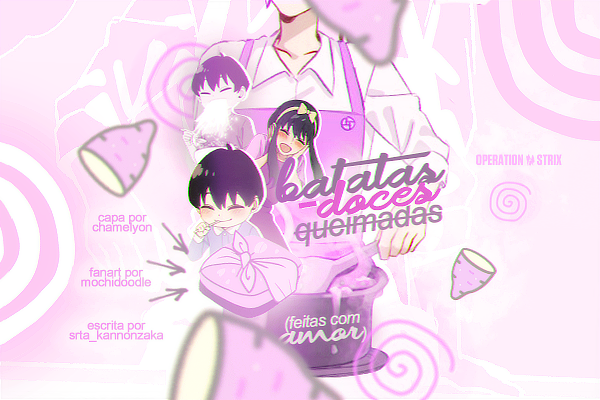 OPERATION STRIX
batatas
-doces
queimadas
capa por
chamelyon
fanart por
mochidoodle
escrita por
srta_kannonzaka
(feitas com
amor)